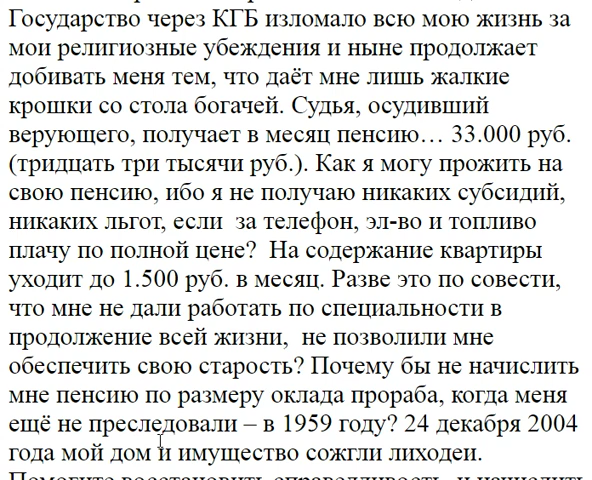 Государство через КГБ изломало всю мою жизнь за
мои религиозные убеждения и ныне продолжает
добивать меня тем, что даёт мне лишь жалкие
крошки со стола богачей. Судья, осудивший
верующего, получает в месяц пенсию… 33.000 руб.
(тридцать три тысячи руб.). Как я могу прожить на
свою пенсию, ибо я не получаю никаких субсидий,
никаких льгот, если  за телефон, эл-во и топливо
плачу по полной цене?  На содержание квартиры
уходит до 1.500 руб. в месяц. Разве это по совести,
что мне не дали работать по специальности в
продолжение всей жизни,  не позволили мне
обеспечить свою старость? Почему бы не начислить
мне пенсию по размеру оклада прораба, когда меня
ещё не преследовали – в 1959 году? 24 декабря 2004
года мой дом и имущество сожгли лиходеи.
Помогите восстановить справедливость, и начислить